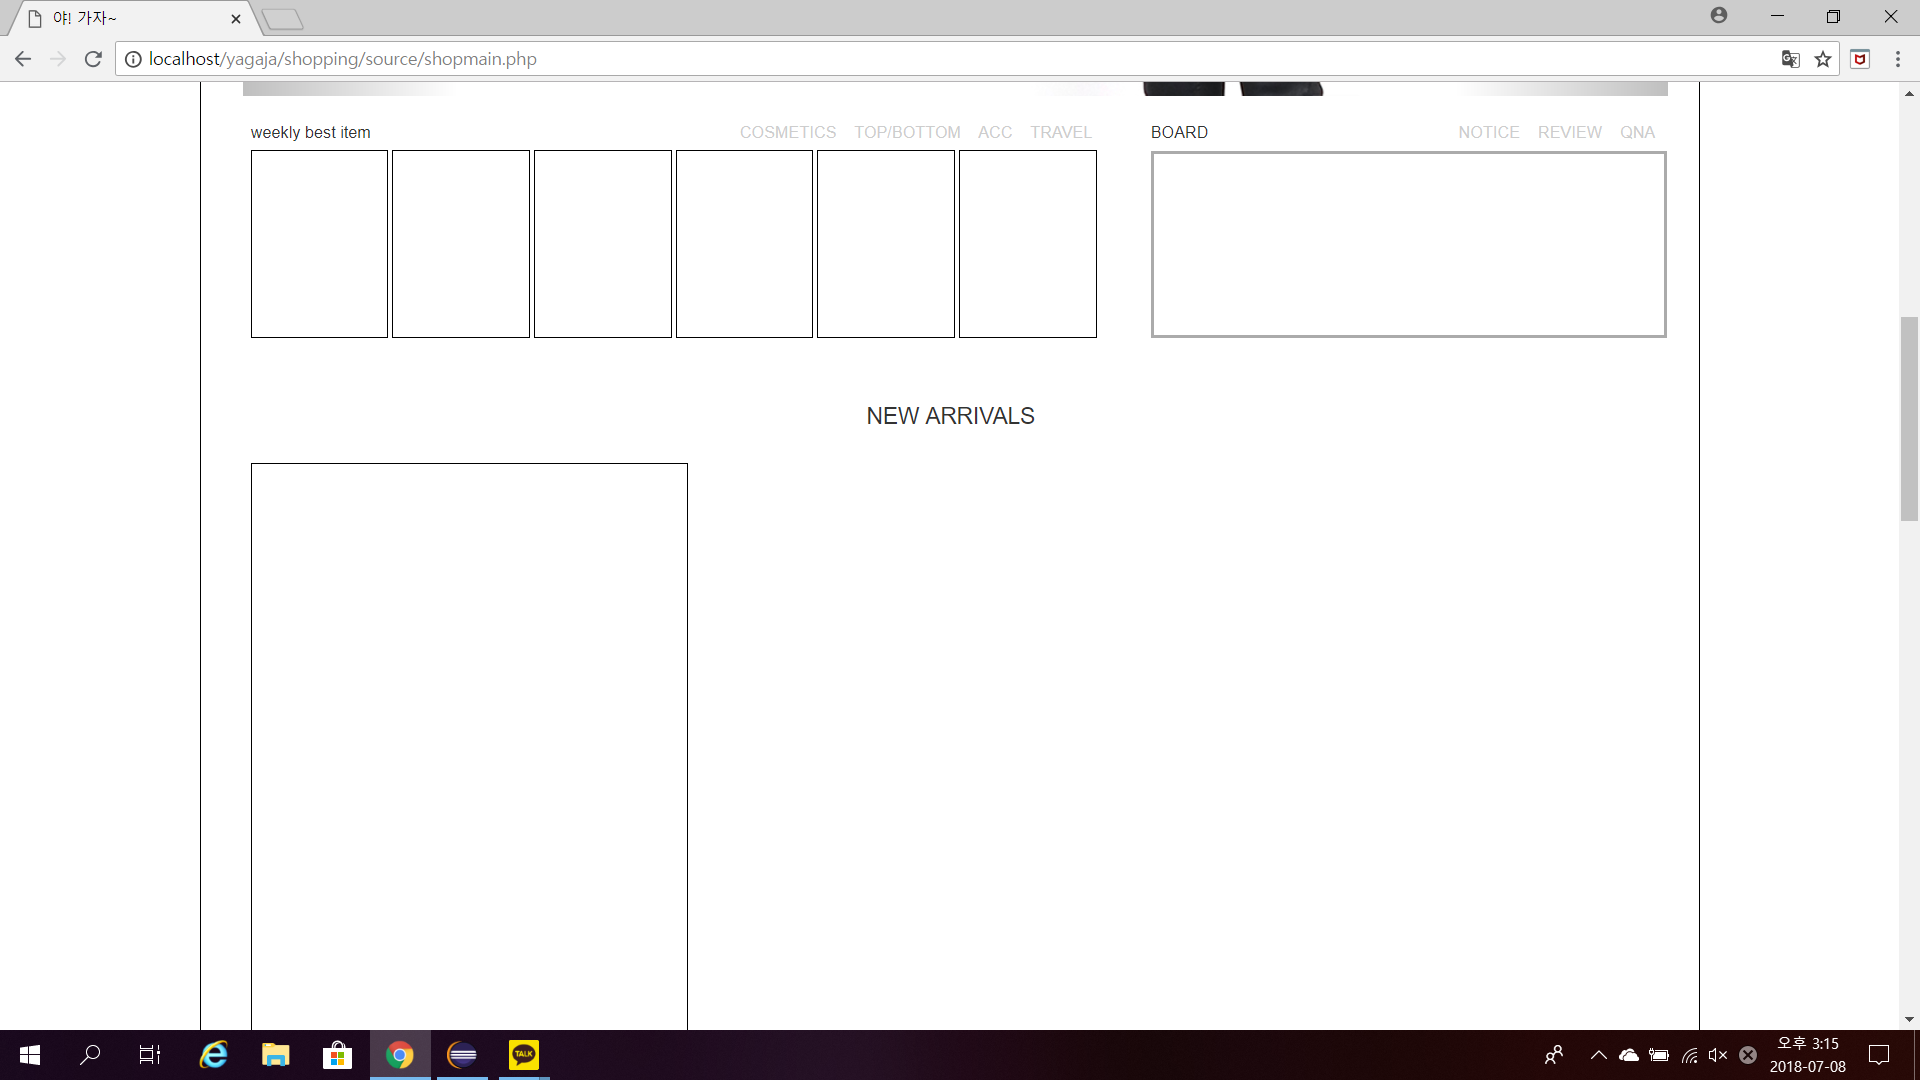 야! 가자~
localhost/yagaja/shopping/source/shopmain.php
weekly best item COSMETICS TOP/BOTTOM ACC TRAVEL BOARD NOTICE REVIEW QNA
NEW ARRIVALS
TALK
오후 3:15
2018-07-08